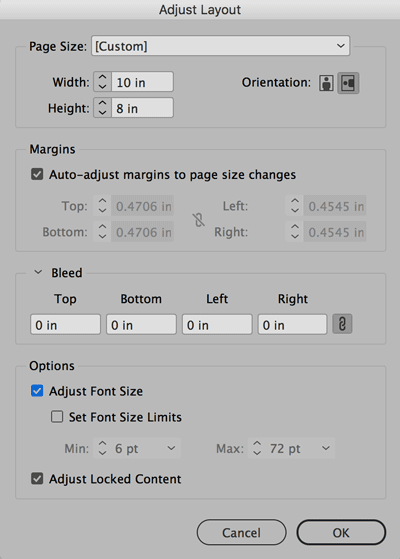 Adjust Layout
Page Size: [Custom]
Width: 10 in Orientation:
Height: 8 in
Margins
Auto-adjust margins to page size changes
Top: 0.4706 in Left: 0.4545 in
Bottom: 0.4706 in Right: 0.4545 in
Bleed
Top Bottom Left Right
0 in 0 in 0 in 0 in
Options
Adjust Font Size
Set Font Size Limits
Min: 6 pt Max: 72 pt
Adjust Locked Content
Cancel OK